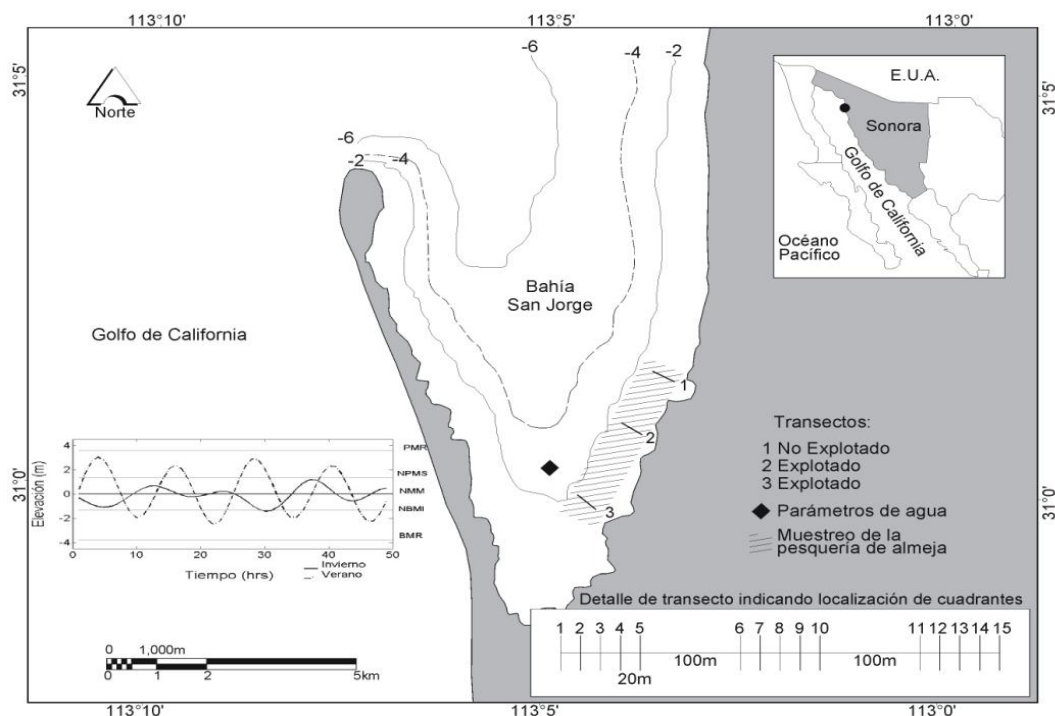 113°10'
113°5'
113°0'
31°5'
31°5'
-6
-4
-2
E.U.A.
Norte
Sonora
-6
-2
-4
Golfo de California
Océano
Pacífico
Bahía
San Jorge
Golfo de California
1
2
3
Transectos:
1 No Explotado
2 Explotado
3 Explotado
Parámetros de agua
Muestreo de la
pesquería de almeja
31°0'
31°0'
4
2
0
-2
-4
Elevación (m)
PMR
NPMS
NMM
NBMI
BMR
0
10
20
30
40
50
Tiempo (hrs)
Invierno
Verano
Detalle de transecto indicando localización de cuadrantes
1 2 3 4 5 6 7 8 9 10 11 12 13 14 15
100m 100m
20m
0 1,000m
0 1 2 5km
113°10'
113°5'
113°0'